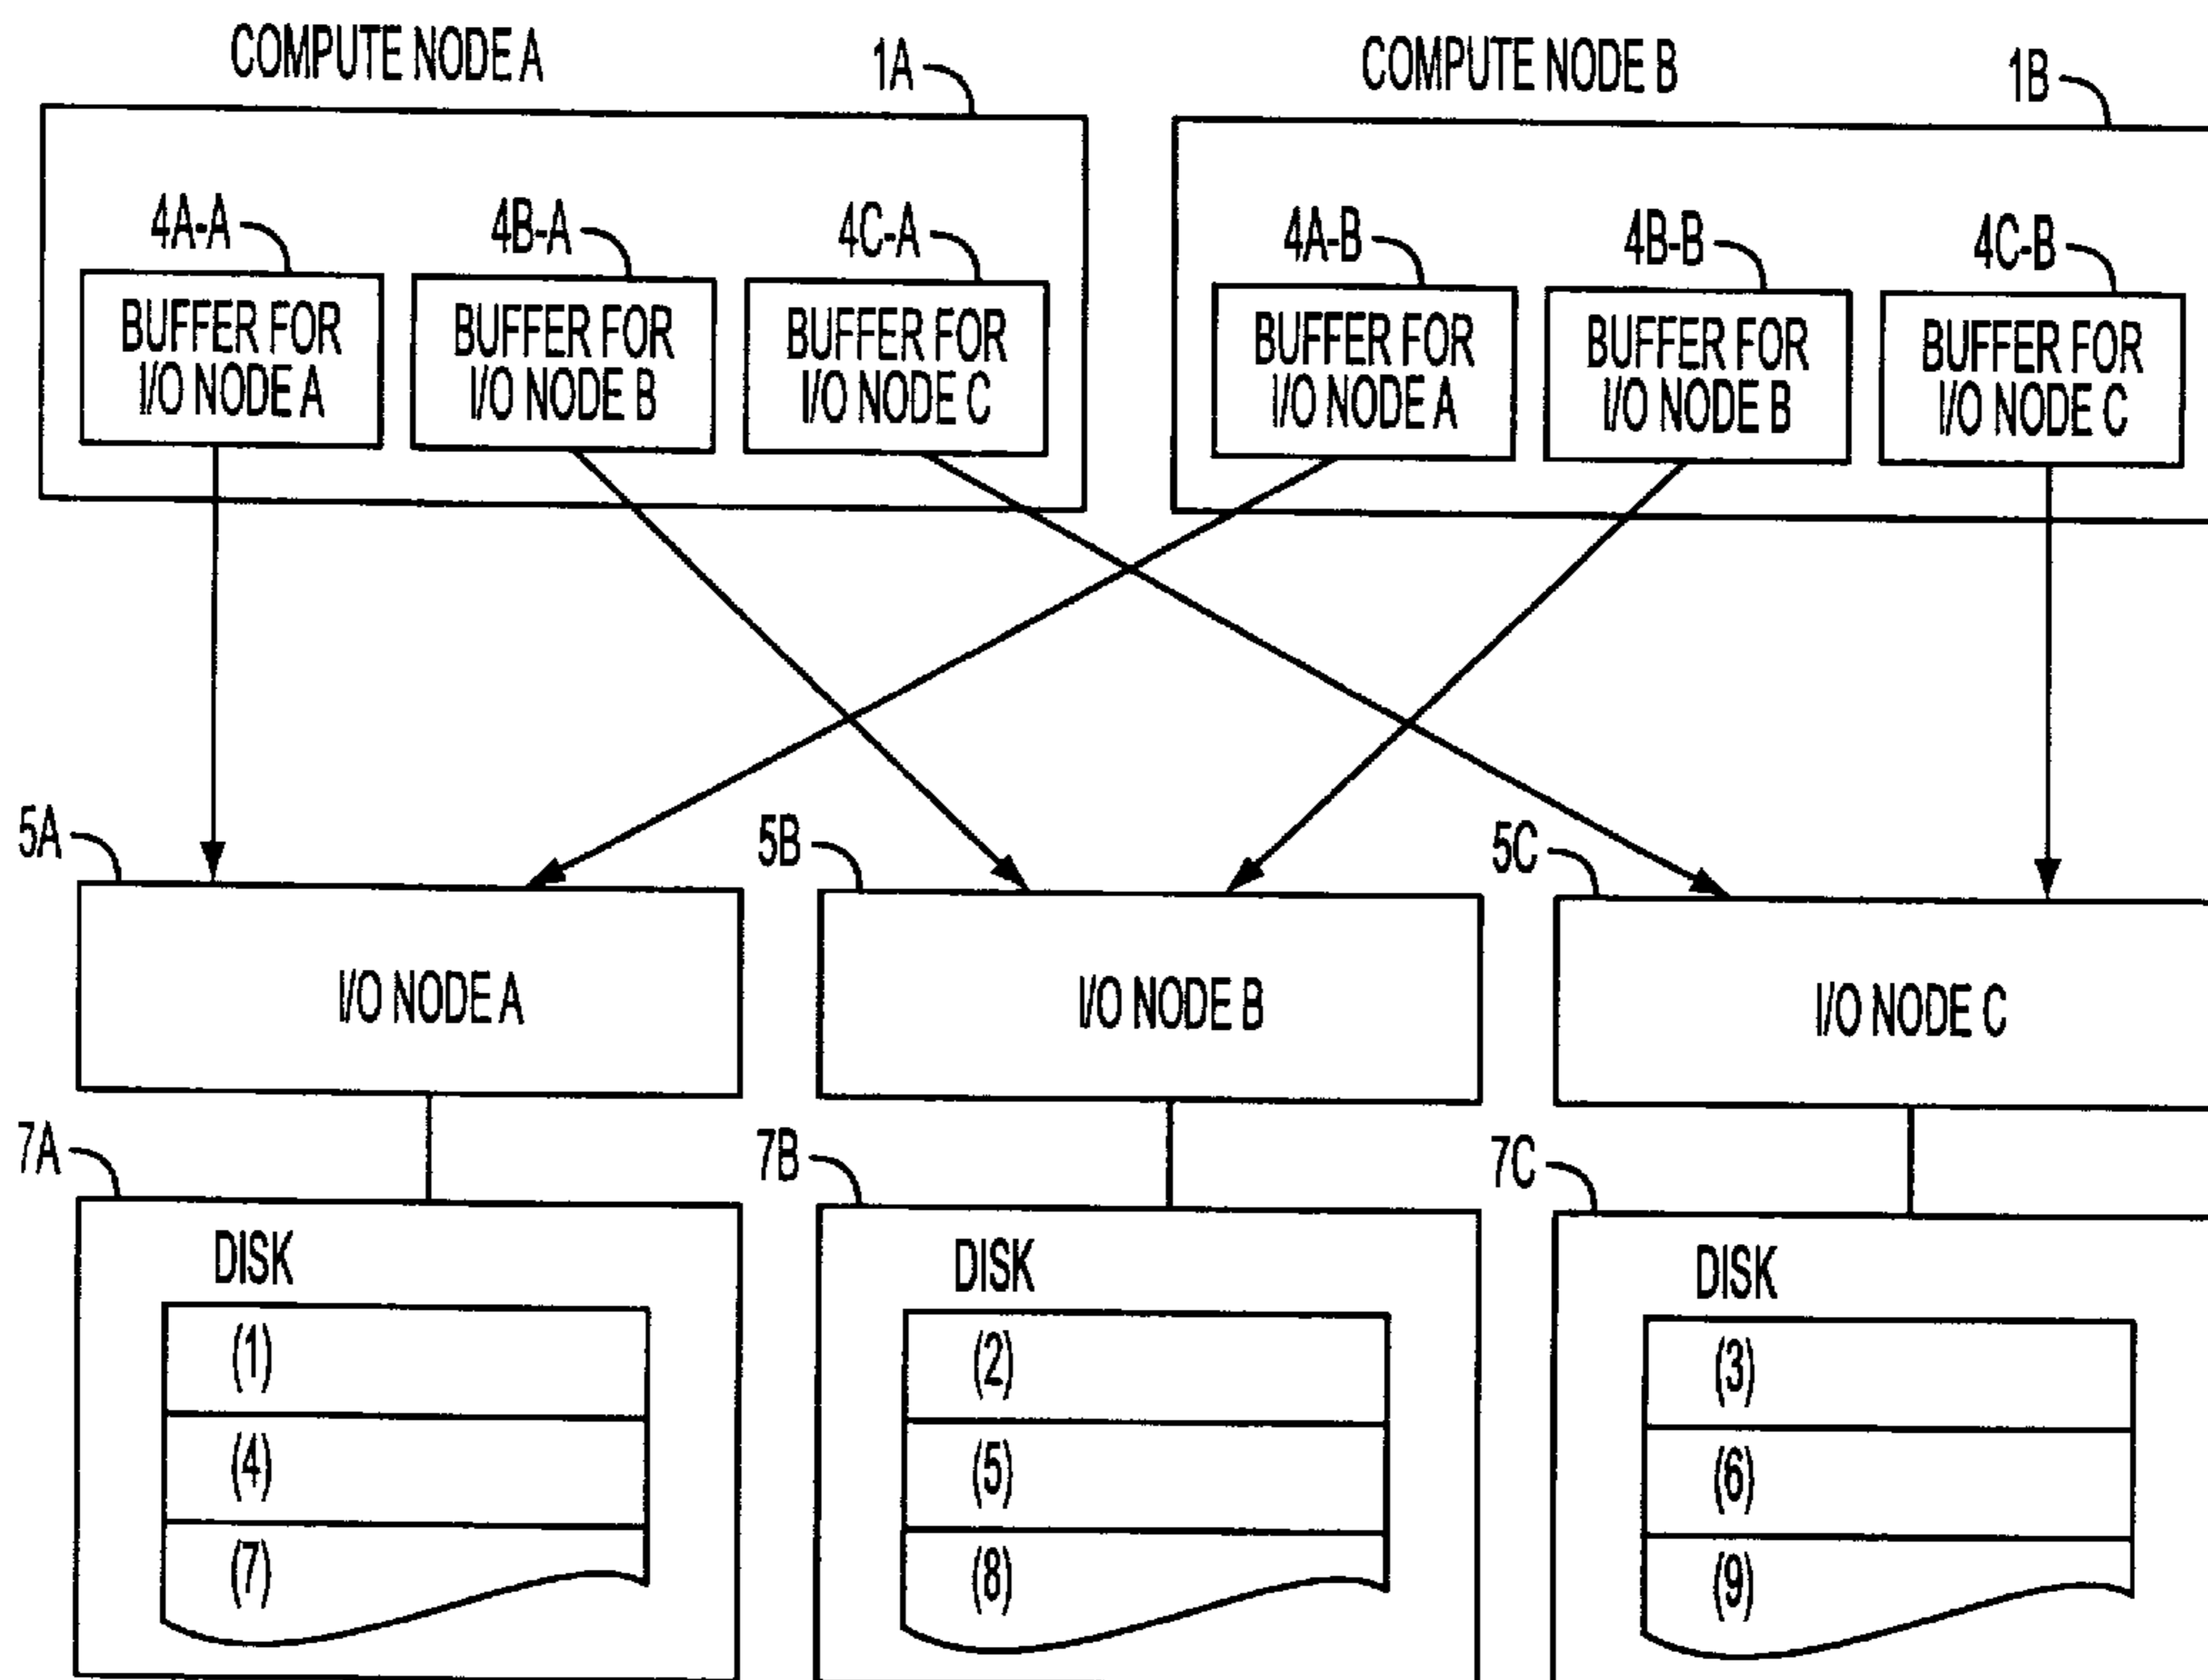 COMPUTE NODE A
1A
COMPUTE NODE B
1B
4A-A
4B-A
4C-A
4A-B
4B-B
4C-B
BUFFER FOR
I/O NODE A
BUFFER FOR
I/O NODE B
BUFFER FOR
I/O NODE C
BUFFER FOR
I/O NODE A
BUFFER FOR
I/O NODE B
BUFFER FOR
I/O NODE C
5A
5B
5C
I/O NODE A
I/O NODE B
I/O NODE C
7A
7B
7C
DISK
(1)
(4)
(7)
DISK
(2)
(5)
(8)
DISK
(3)
(6)
(9)